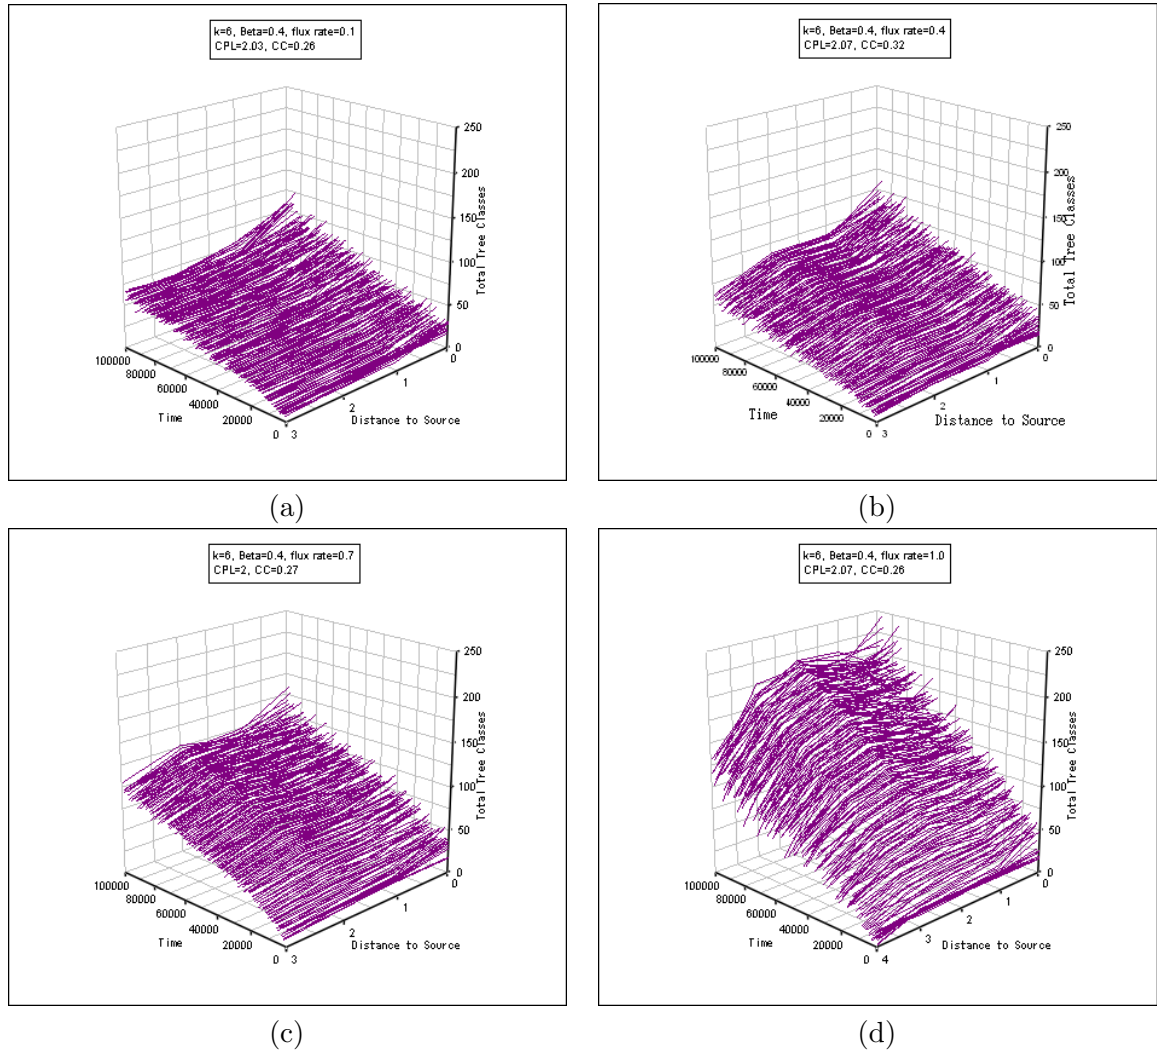 k=6, Beta=0.4, flux rate=0.1
CPL=2.03, CC=0.26
250
200
150
100
50
0
Total Tree Classes
100000
80000
60000
40000
20000
0
Time
3
2
1
0
Distance to Source
(a)
k=6, Beta=0.4, flux rate=0.4
CPL=2.07, CC=0.32
250
200
150
100
50
0
Total Tree Classes
100000
80000
60000
40000
20000
0
Time
3
2
1
0
Distance to Source
(b)
k=6, Beta=0.4, flux rate=0.7
CPL=2, CC=0.27
250
200
150
100
50
0
Total Tree Classes
100000
80000
60000
40000
20000
0
Time
3
2
1
0
Distance to Source
(c)
k=6, Beta=0.4, flux rate=1.0
CPL=2.07, CC=0.26
250
200
150
100
50
0
Total Tree Classes
100000
80000
60000
40000
20000
0
Time
4
3
2
1
0
Distance to Source
(d)